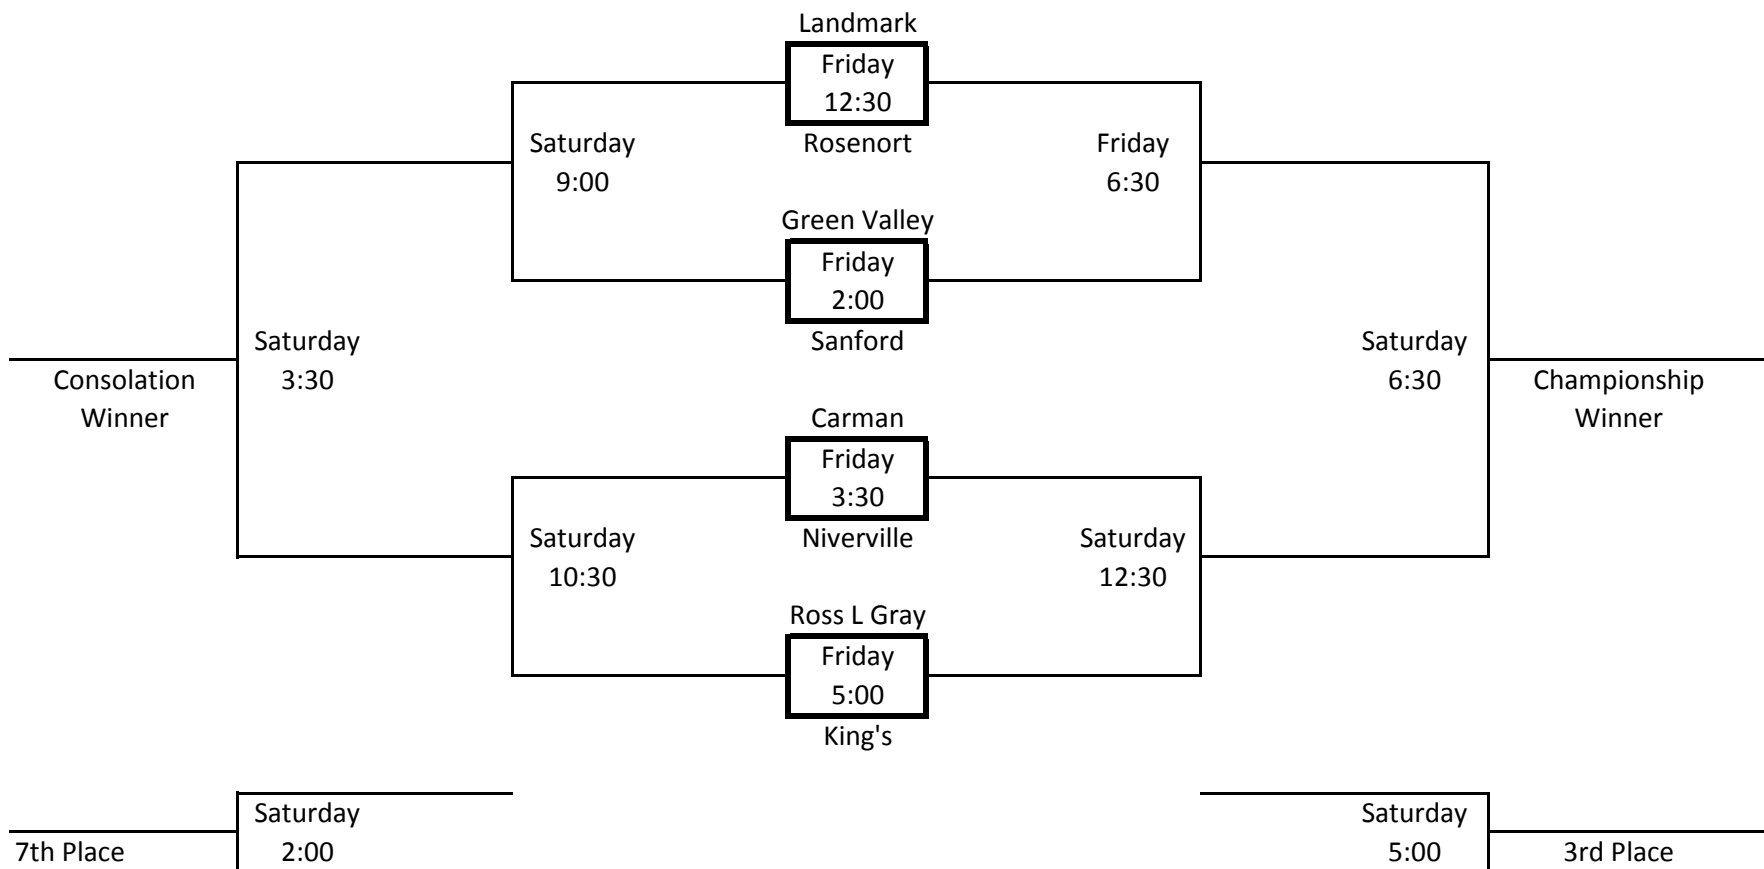 Landmark
Friday
12:30
Rosenort
Saturday
9:00
Friday
6:30
Green Valley
Friday
2:00
Sanford
Saturday
3:30
Consolation
Winner
Saturday
6:30
Championship
Winner
Carman
Friday
3:30
Niverville
Saturday
10:30
Saturday
12:30
Ross L Gray
Friday
5:00
King's
Saturday
2:00
7th Place
Saturday
5:00
3rd Place